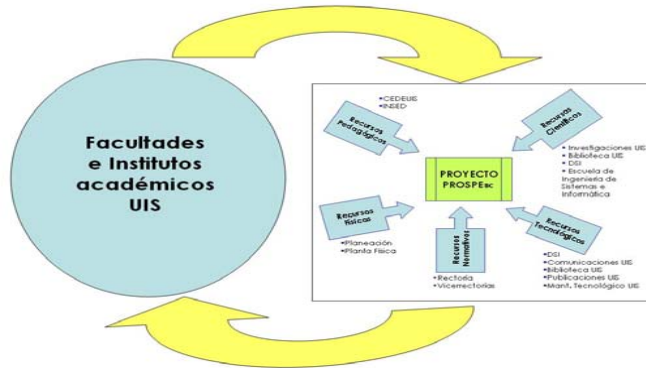 Facultades
e Institutos
académicos
UIS
•CEDEUIS
•INSED
Recursos
Pedagógicos
Recursos
Científicos
• Investigaciones UIS
• Biblioteca UIS
• DSI
• Escuela de
Ingeniería de
Sistemas e
Informática
PROYECTO
PROSPEsc
Recursos
Físicos
•Planeación
•Planta Física
Recursos
Normativos
•Rectoría
•Vicerrectorías
Recursos
Tecnológicos
•DSI
•Comunicaciones UIS
•Biblioteca UIS
•Publicaciones UIS
•Mant. Tecnológico UIS